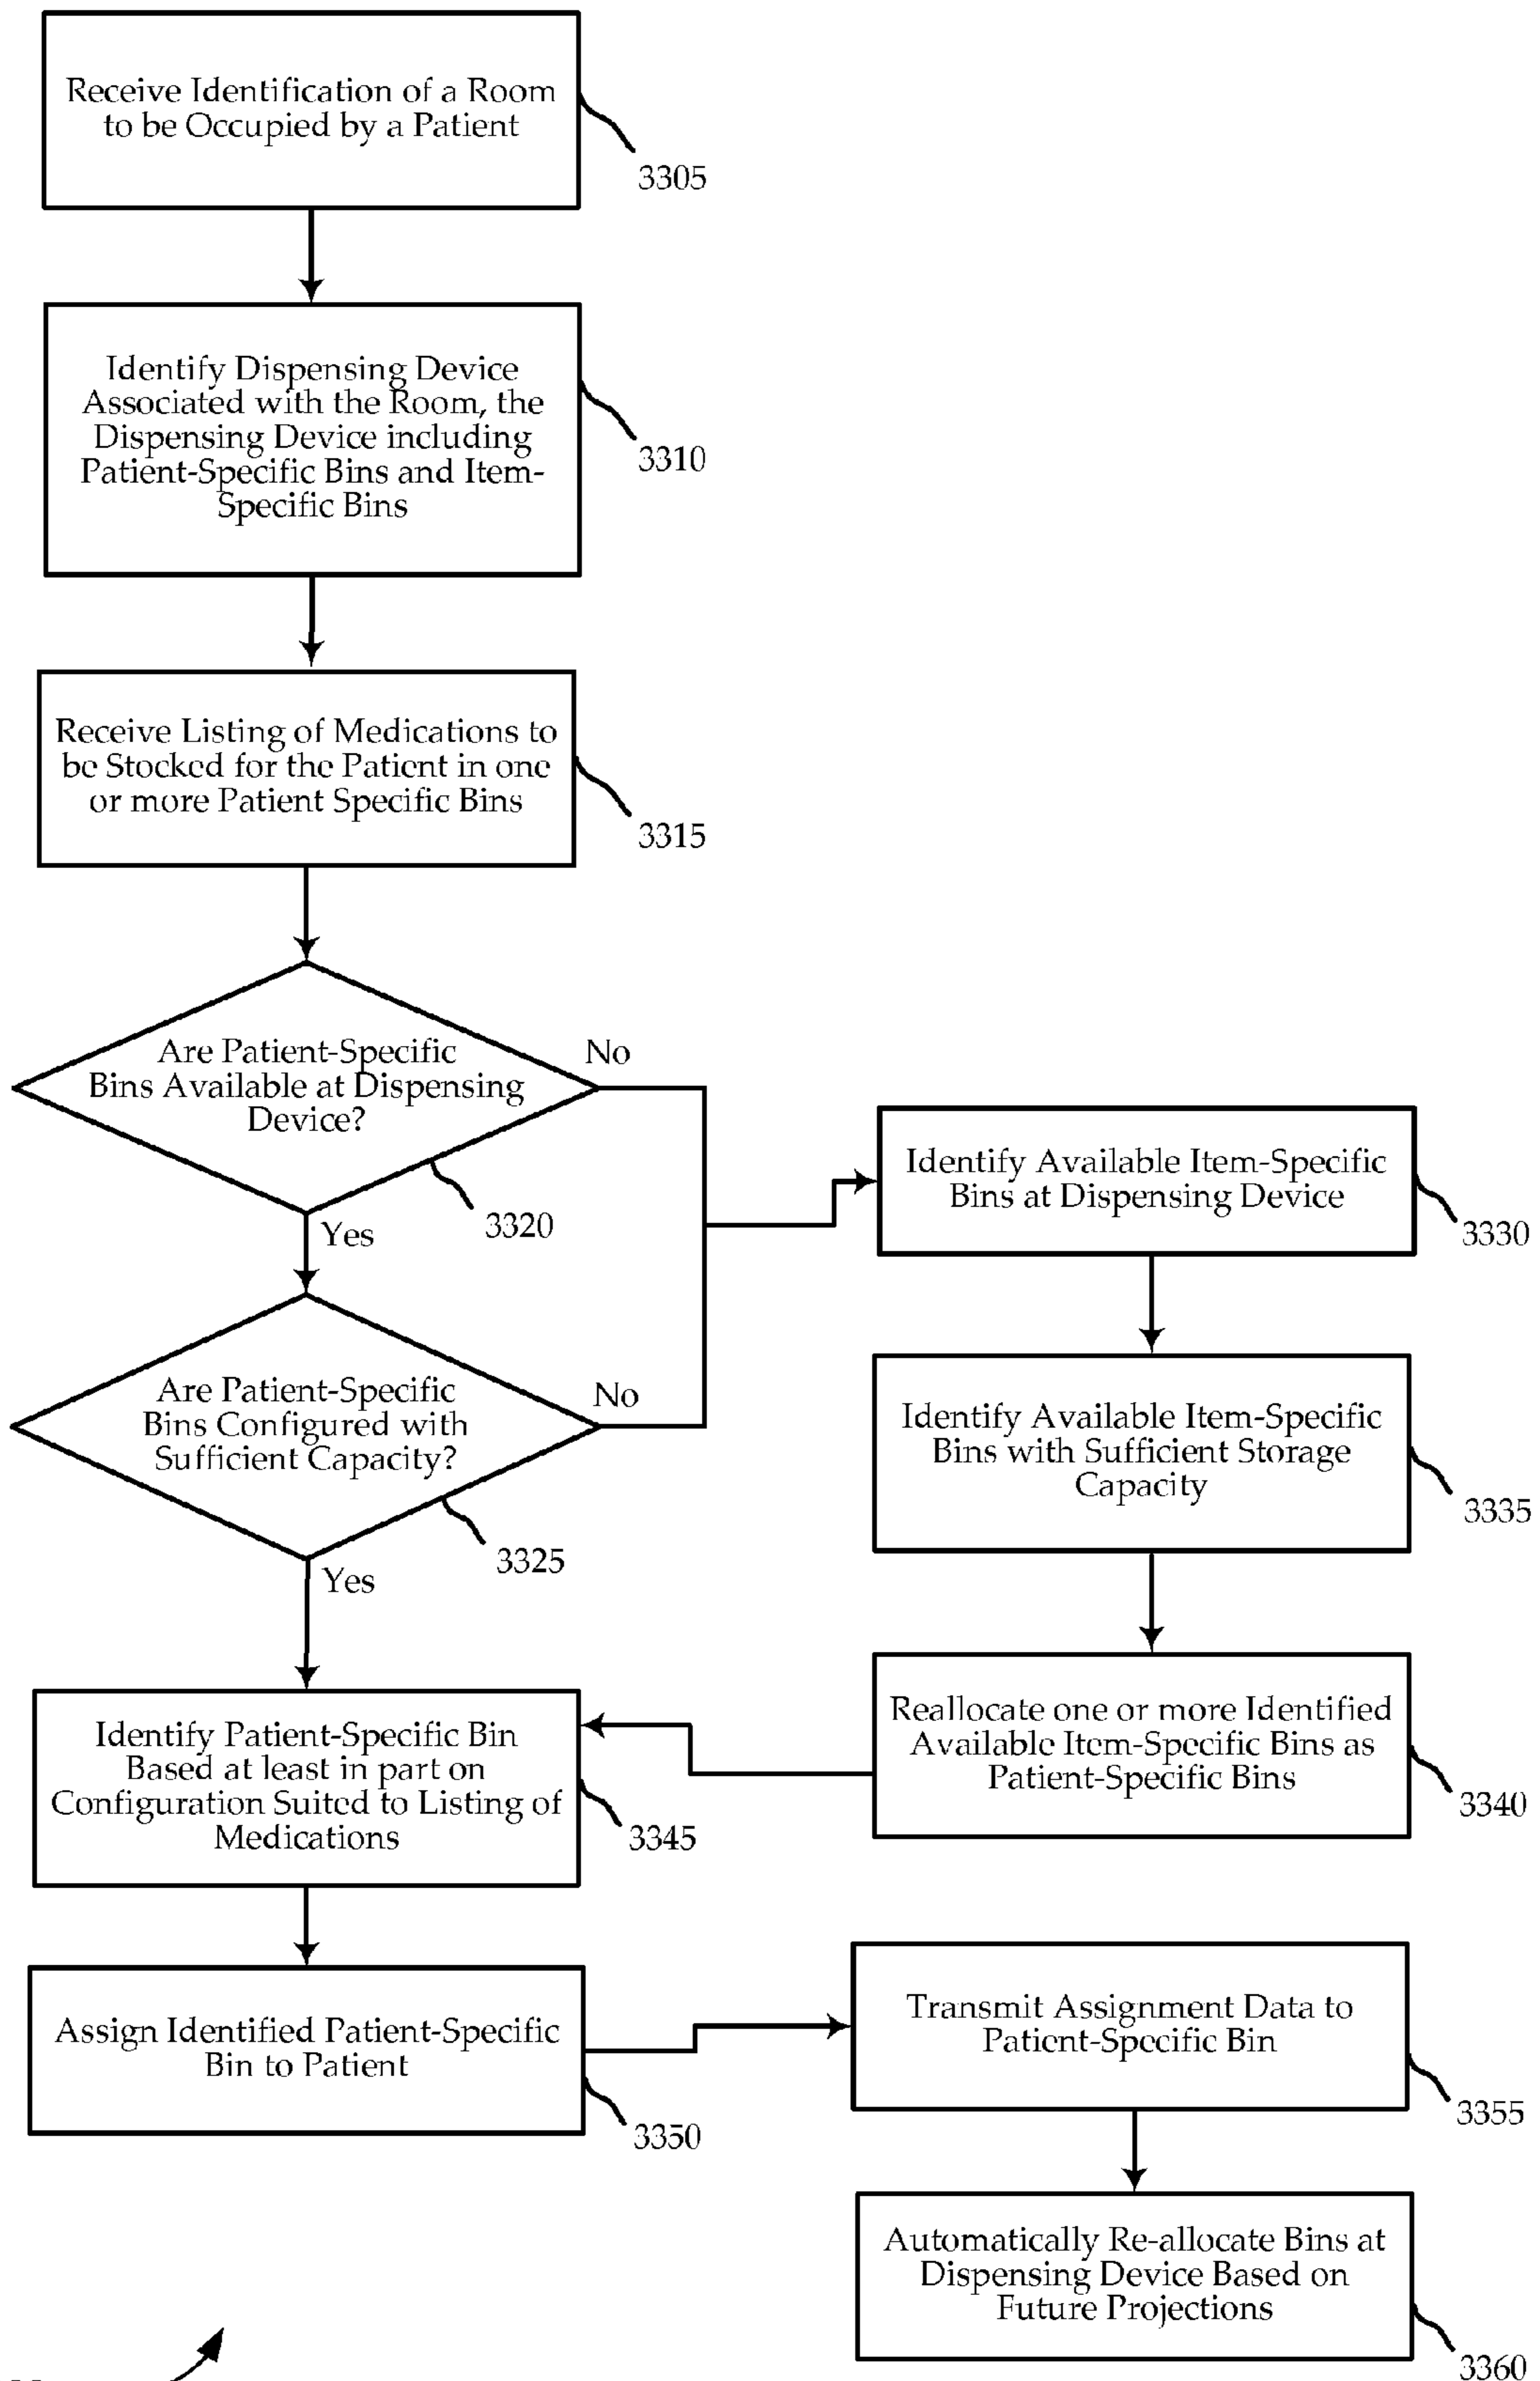 Receive Identification of a Room
to be Occupied by a Patient
3305
Identify Dispensing Device
Associated with the Room, the
Dispensing Device including
Patient-Specific Bins and Item-
Specific Bins
3310
Receive Listing of Medications to
be Stocked for the Patient in one
or more Patient Specific Bins
3315
Are Patient-Specific
Bins Available at Dispensing
Device?
No
3320
Yes
Are Patient-Specific
Bins Configured with
Sufficient Capacity?
No
3325
Yes
Identify Available Item-Specific
Bins at Dispensing Device
3330
Identify Available Item-Specific
Bins with Sufficient Storage
Capacity
3335
Reallocate one or more Identified
Available Item-Specific Bins as
Patient-Specific Bins
3340
Identify Patient-Specific Bin
Based at least in part on
Configuration Suited to Listing of
Medications
3345
Assign Identified Patient-Specific
Bin to Patient
3350
Transmit Assignment Data to
Patient-Specific Bin
3355
Automatically Re-allocate Bins at
Dispensing Device Based on
Future Projections
3360